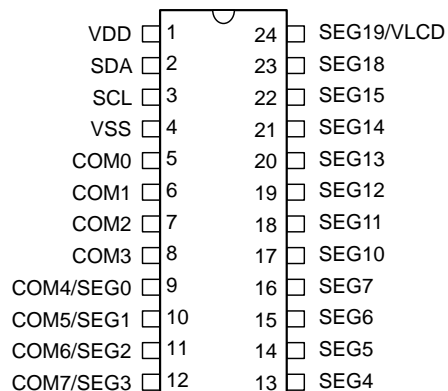 VDD 1 24 SEG19/VLCD
SDA 2 23 SEG18
SCL 3 22 SEG15
VSS 4 21 SEG14
COM0 5 20 SEG13
COM1 6 19 SEG12
COM2 7 18 SEG11
COM3 8 17 SEG10
COM4/SEG0 9 16 SEG7
COM5/SEG1 10 15 SEG6
COM6/SEG2 11 14 SEG5
COM7/SEG3 12 13 SEG4